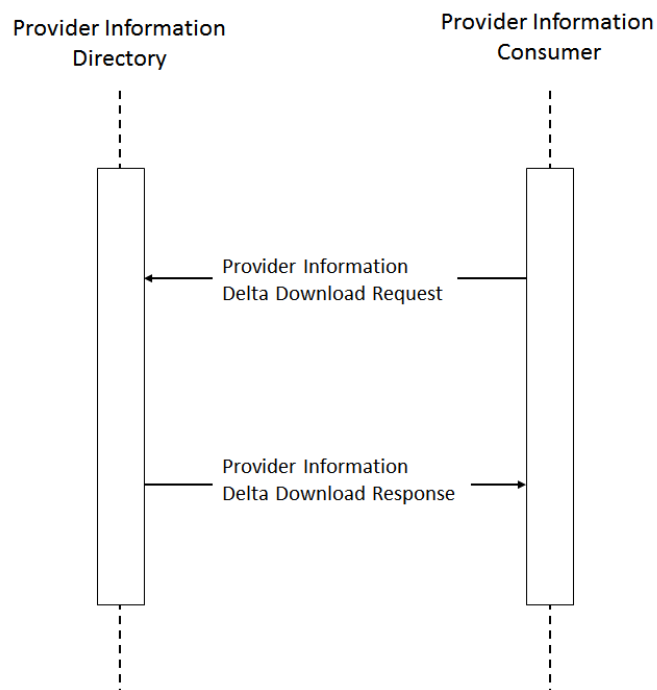 Provider Information
Directory
Provider Information
Consumer
Provider Information
Delta Download Request
Provider Information
Delta Download Response